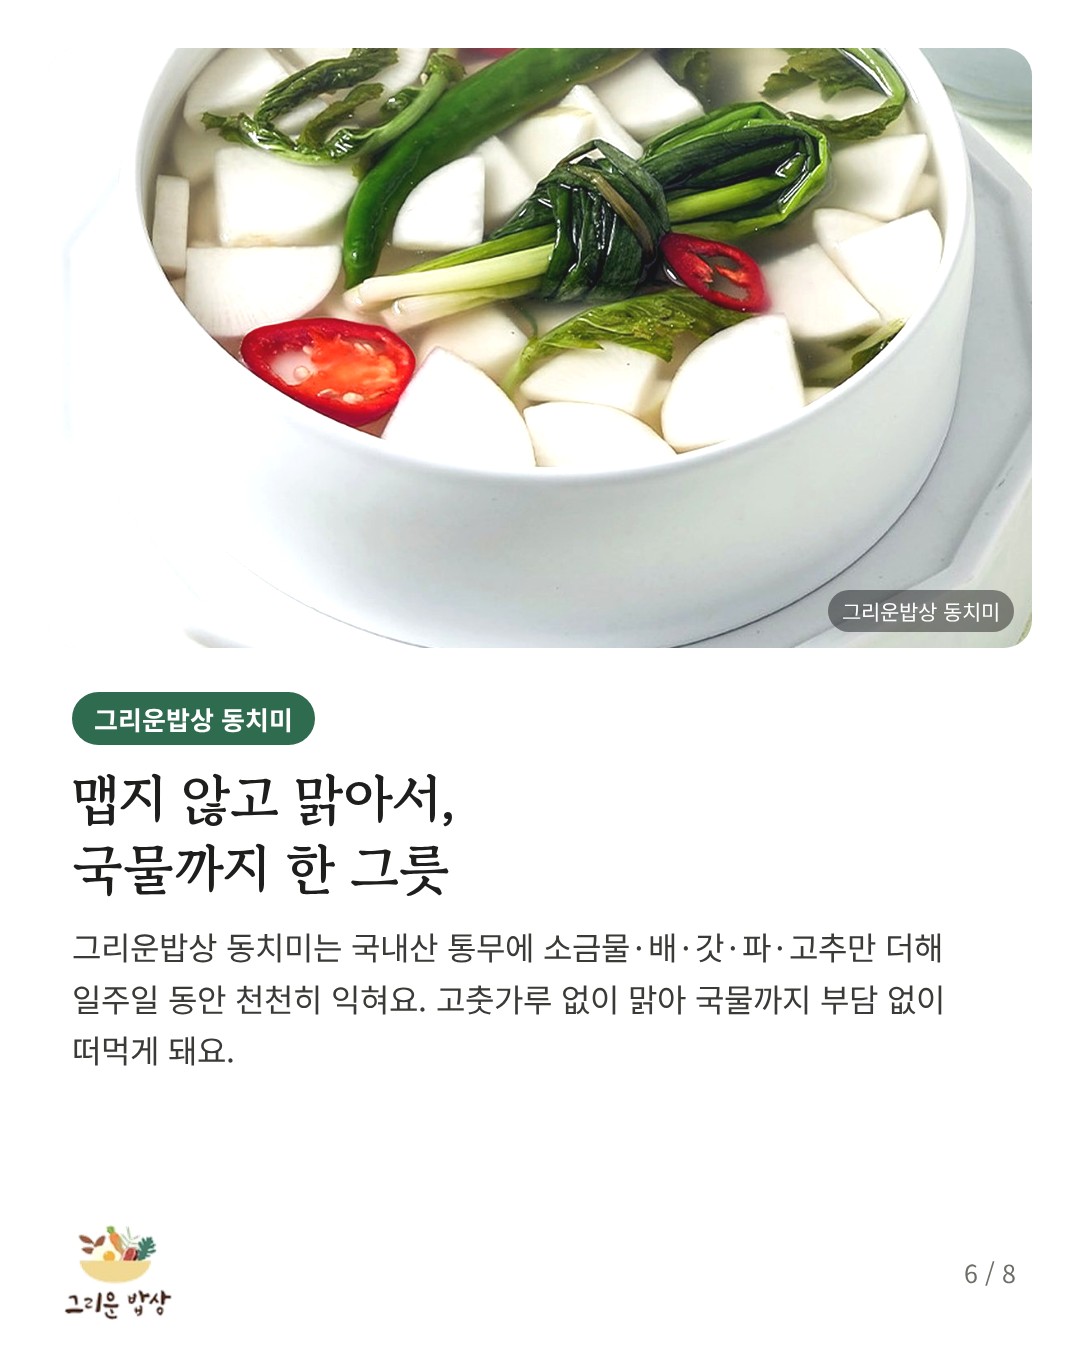 그리운밥상 동치미
그리운밥상 동치미
맵지 않고 맑아서,
국물까지 한 그릇
그리운밥상 동치미는 국내산 통무에 소금물·배·갓·파·고추만 더해
일주일 동안 천천히 익혀요. 고춧가루 없이 맑아 국물까지 부담 없이
떠먹게 돼요.
그리운 밥상
6 / 8